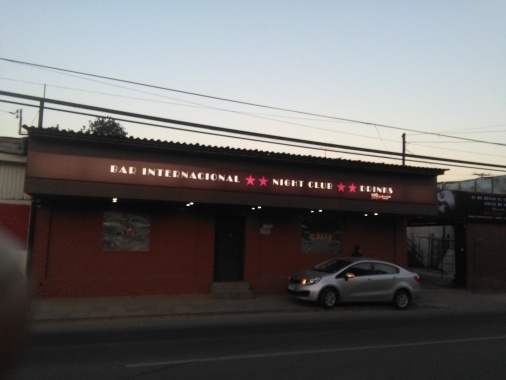 BAR INTERNACIONAL ★★ NIGHT CLUB ★★ DRINKS